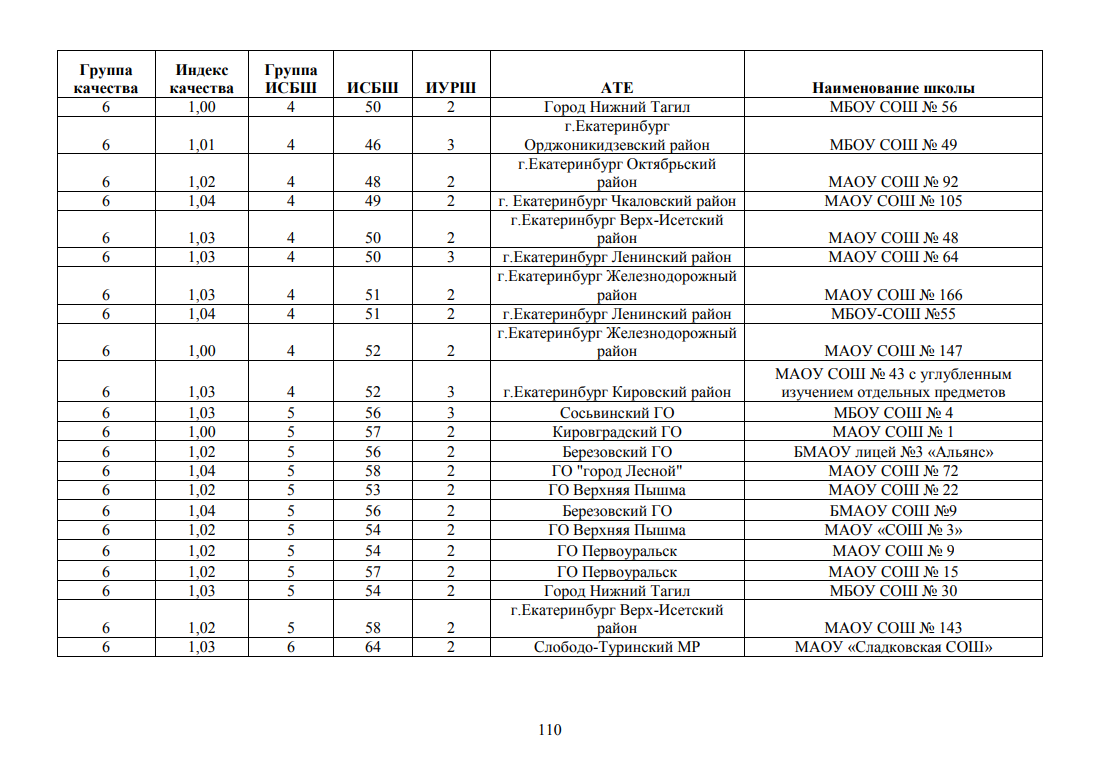 Группа качества Индекс качества Группа ИСБШ ИСБШ ИУРШ АТЕ Наименование школы
6 1,00 4 50 2 Город Нижний Тагил МБОУ СОШ № 56
6 1,01 4 46 3 г.Екатеринбург Орджоникидзевский район МБОУ СОШ № 49
6 1,02 4 48 2 г.Екатеринбург Октябрьский район МАОУ СОШ № 92
6 1,04 4 49 2 г. Екатеринбург Чкаловский район МАОУ СОШ № 105
6 1,03 4 50 2 г.Екатеринбург Верх-Исетский район МАОУ СОШ № 48
6 1,03 4 50 3 г.Екатеринбург Ленинский район МАОУ СОШ № 64
6 1,03 4 51 2 г.Екатеринбург Железнодорожный район МАОУ СОШ № 166
6 1,04 4 51 2 г.Екатеринбург Ленинский район МБОУ-СОШ №55
6 1,00 4 52 2 г.Екатеринбург Железнодорожный район МАОУ СОШ № 147
6 1,03 4 52 3 г.Екатеринбург Кировский район МАОУ СОШ № 43 с углубленным изучением отдельных предметов
6 1,03 5 56 3 Сосьвинский ГО МБОУ СОШ № 4
6 1,00 5 57 2 Кировградский ГО МАОУ СОШ № 1
6 1,02 5 56 2 Березовский ГО БМАОУ лицей №3 «Альянс»
6 1,04 5 58 2 ГО "город Лесной" МАОУ СОШ № 72
6 1,02 5 53 2 ГО Верхняя Пышма МАОУ СОШ № 22
6 1,04 5 56 2 Березовский ГО БМАОУ СОШ №9
6 1,02 5 54 2 ГО Верхняя Пышма МАОУ «СОШ № 3»
6 1,02 5 54 2 ГО Первоуральск МАОУ СОШ № 9
6 1,02 5 57 2 ГО Первоуральск МАОУ СОШ № 15
6 1,03 5 54 2 Город Нижний Тагил МБОУ СОШ № 30
6 1,02 5 58 2 г.Екатеринбург Верх-Исетский район МАОУ СОШ № 143
6 1,03 6 64 2 Слободо-Туринский МР МАОУ «Сладковская СОШ»
110